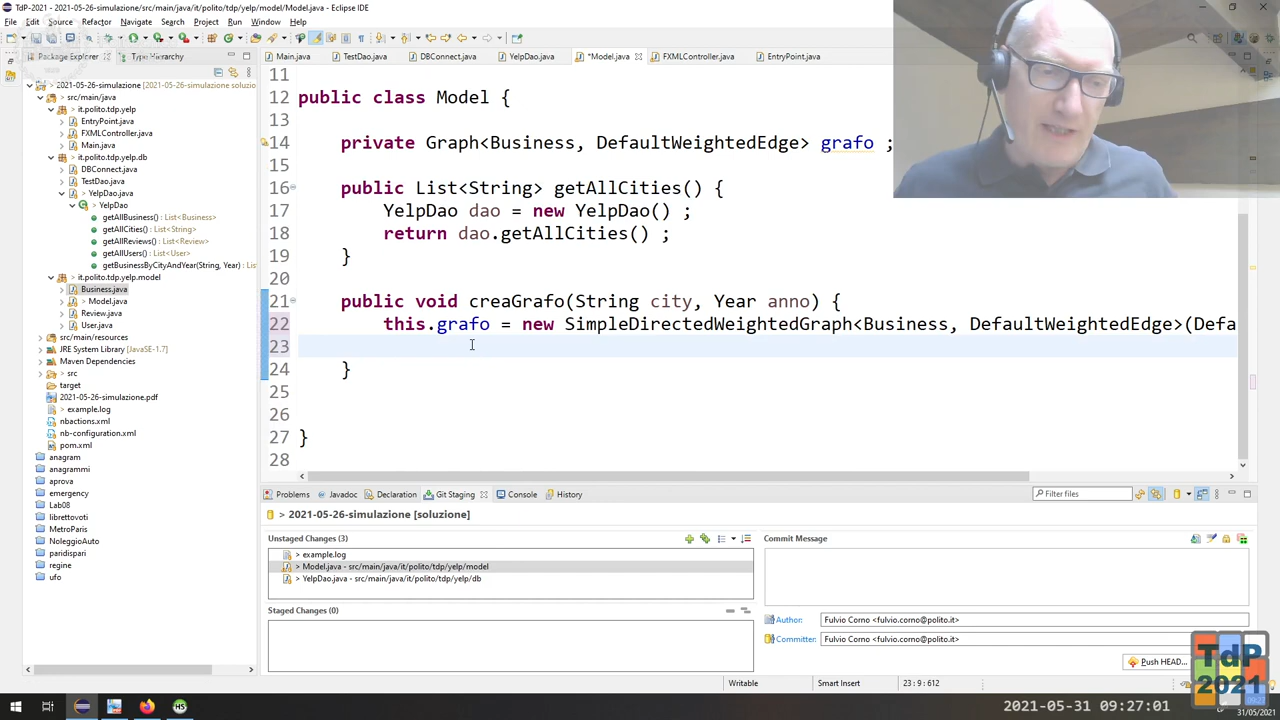 TdP-2021 - 2021-05-26-simulazione/src/main/java/it/polito/tdp/yelp/model/Model.java - Eclipse IDE
File Edit Source Refactor Navigate Search Project Run Window Help
Package Explorer Type Hierarchy
Main.java TestDao.java DBConnect.java YelpDao.java *Model.java FXMLController.java EntryPoint.java
2021-05-26-simulazione [2021-05-26-simulazione soluzio
src/main/java
it.polito.tdp.yelp
EntryPoint.java
FXMLController.java
Main.java
it.polito.tdp.yelp.db
DBConnect.java
TestDao.java
YelpDao.java
YelpDao
getAllBusiness() : List<Business>
getAllCities() : List<String>
getAllReviews() : List<Review>
getAllUsers() : List<User>
getBusinessByCityAndYear(String, Year) : Li
it.polito.tdp.yelp.model
Business.java
> Model.java
Review.java
User.java
src/main/resources
JRE System Library [JavaSE-1.7]
Maven Dependencies
> src
target
2021-05-26-simulazione.pdf
> example.log
nbactions.xml
nb-configuration.xml
pom.xml
anagram
anagrammi
aprova
emergency
Lab08
librettovoti
MetroParis
NoleggioAuto
paridispari
regine
ufo
11
12 public class Model {
13
14 private Graph<Business, DefaultWeightedEdge> grafo ;
15
16 public List<String> getAllCities() {
17 YelpDao dao = new YelpDao() ;
18 return dao.getAllCities() ;
19 }
20
21 public void creaGrafo(String city, Year anno) {
22 this.grafo = new SimpleDirectedWeightedGraph<Business, DefaultWeightedEdge>(Defa
23
24 }
25
26
27 }
28
Problems Javadoc Declaration Git Staging Console History
Filter files
> 2021-05-26-simulazione [soluzione]
Unstaged Changes (3)
> example.log
> Model.java - src/main/java/it/polito/tdp/yelp/model
> YelpDao.java - src/main/java/it/polito/tdp/yelp/db
Staged Changes (0)
Commit Message
Author: Fulvio Corno <fulvio.corno@polito.it>
Committer: Fulvio Corno <fulvio.corno@polito.it>
Push HEAD...
Writable Smart Insert 23 : 9 : 612
TdP
2021
2021-05-31 09:27:01
31/05/2021